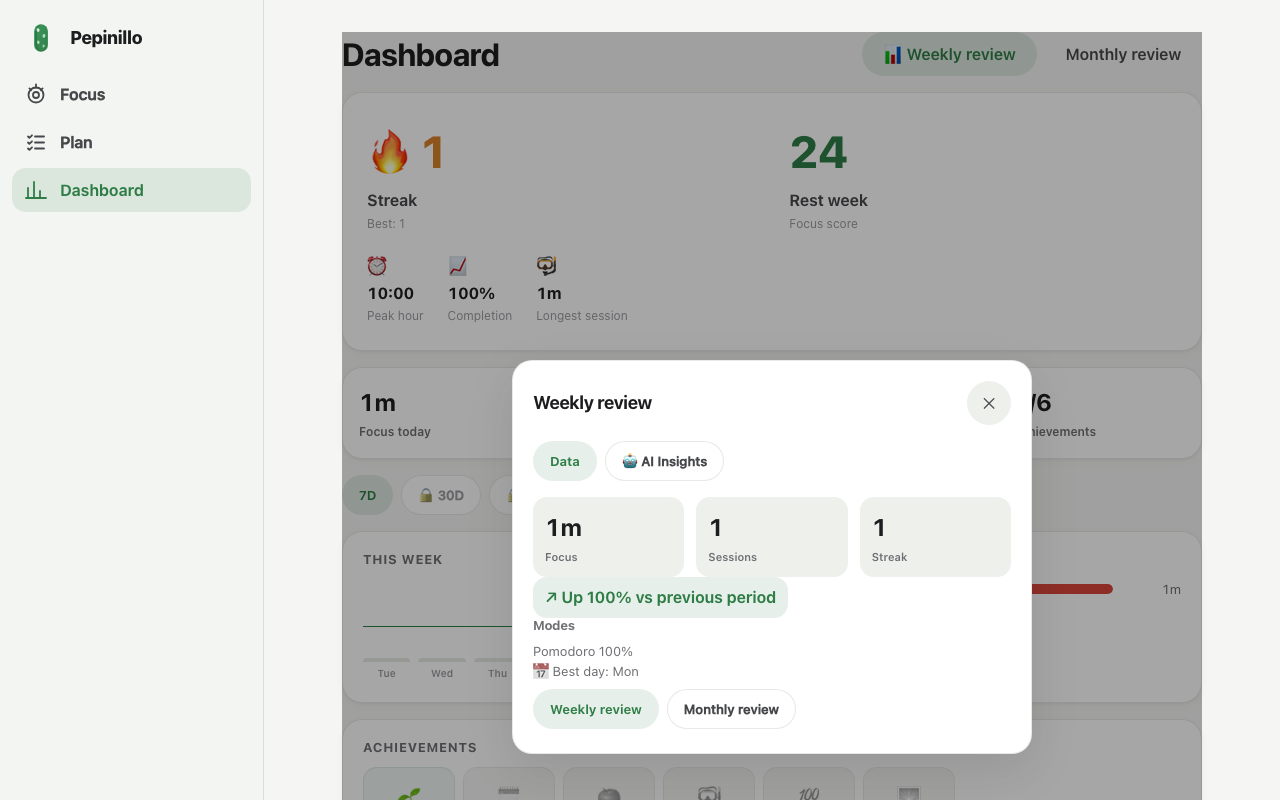 Pepinillo
Focus
Plan
Dashboard
Dashboard
Weekly review
Monthly review
1
Streak
Best: 1
24
Rest week
Focus score
10:00
Peak hour
100%
Completion
1m
Longest session
1m
Focus today
/6
7D
30D
THIS WEEK
1m
Tue
Wed
Thu
ACHIEVEMENTS
100
Weekly review
Data
AI Insights
1m
Focus
1
Sessions
1
Streak
Up 100% vs previous period
Modes
Pomodoro 100%
17 Best day: Mon
Weekly review
Monthly review